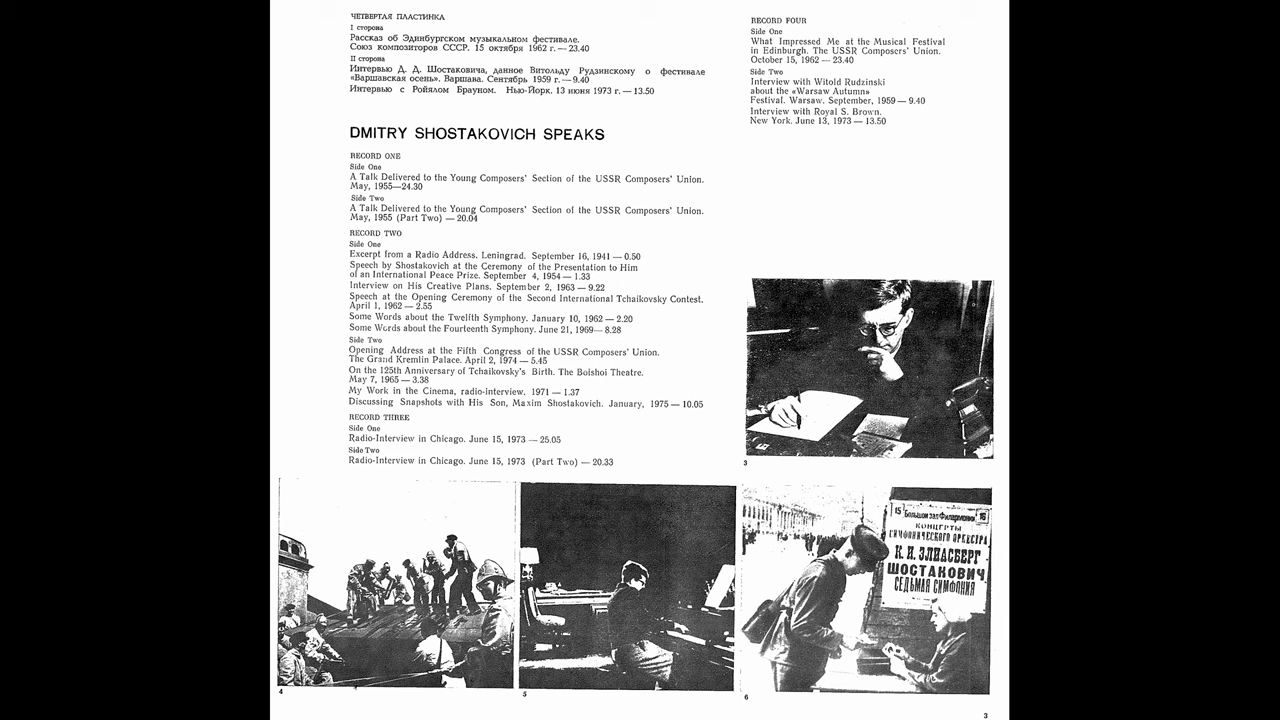 ЧЕТВЕРТАЯ ПЛАСТИНКА
I сторона
Рассказ об Эдинбургском музыкальном фестивале.
Союз композиторов СССР. 15 октября 1962 г. — 23.40
II сторона
Интервью Д. Д. Шостаковича, данное Витольду Рудзинскому о фестивале
«Варшавская осень». Варшава. Сентябрь 1959 г. — 9.40
Интервью с Ройялом Брауном. Нью-Йорк. 13 июня 1973 г. — 13.50
DMITRY SHOSTAKOVICH SPEAKS
RECORD ONE
Side One
A Talk Delivered to the Young Composers' Section of the USSR Composers' Union.
May, 1955—24.30
Side Two
A Talk Delivered to the Young Composers' Section of the USSR Composers' Union.
May, 1955 (Part Two) — 20.04
RECORD TWO
Side One
Excerpt from a Radio Address. Leningrad. September 16, 1941 — 0.50
Speech by Shostakovich at the Ceremony of the Presentation to Him
of an International Peace Prize. September 4, 1954 — 1.33
Interview on His Creative Plans. September 2, 1963 — 9.22
Speech at the Opening Ceremony of the Second International Tchaikovsky Contest.
April 1, 1962 — 2.55
Some Words about the Twelfth Symphony. January 10, 1962 — 2.20
Some Words about the Fourteenth Symphony. June 21, 1969— 8.28
Side Two
Opening Address at the Fifth Congress of the USSR Composers' Union.
The Grand Kremlin Palace. April 2, 1974 — 5.45
On the 125th Anniversary of Tchaikovsky's Birth. The Bolshoi Theatre.
May 7, 1965 — 3.38
My Work in the Cinema, radio-interview. 1971 — 1.37
Discussing Snapshots with His Son, Maxim Shostakovich. January, 1975 — 10.05
RECORD THREE
Side One
Radio-Interview in Chicago. June 15, 1973 — 25.05
Side Two
Radio-Interview in Chicago. June 15, 1973 (Part Two) — 20.33
RECORD FOUR
Side One
What Impressed Me at the Musical Festival
in Edinburgh. The USSR Composers' Union.
October 15, 1962 — 23.40
Side Two
Interview with Witold Rudzinski
about the «Warsaw Autumn»
Festival. Warsaw. September, 1959 — 9.40
Interview with Royal S. Brown.
New York. June 13, 1973 — 13.50
3
4
5
15 Большой зал Филармонии 16
КОНЦЕРТЫ
СИМФОНИЧЕСКОГО ОРКЕСТРА
К. И. ЭЛИАСБЕРГ
ШОСТАКОВИЧ
СЕДЬМАЯ СИМФОНИЯ
6
3